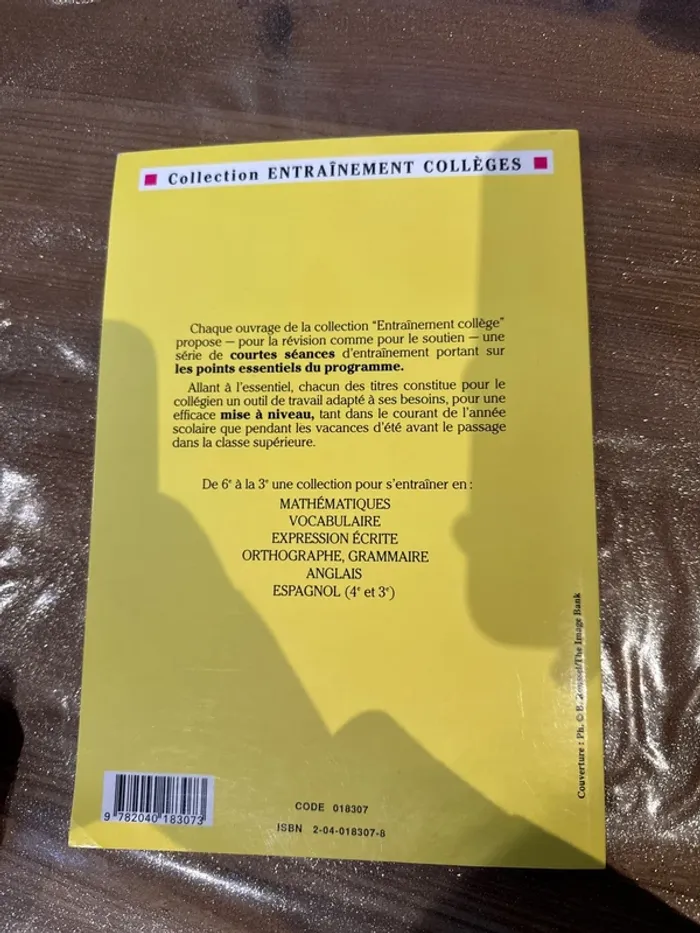 Collection ENTRAÎNEMENT COLLÈGES
Chaque ouvrage de la collection "Entraînement collège"
propose — pour la révision comme pour le soutien — une
série de courtes séances d'entraînement portant sur
les points essentiels du programme.
Allant à l'essentiel, chacun des titres constitue pour le
collégien un outil de travail adapté à ses besoins, pour une
efficace mise à niveau, tant dans le courant de l'année
scolaire que pendant les vacances d'été avant le passage
dans la classe supérieure.
De 6e à la 3e une collection pour s'entraîner en :
MATHÉMATIQUES
VOCABULAIRE
EXPRESSION ÉCRITE
ORTHOGRAPHE, GRAMMAIRE
ANGLAIS
ESPAGNOL (4e et 3e)
Couverture : Ph. © B. /The Image Bank
9 782040 183073
CODE 018307
ISBN 2-04-018307-8